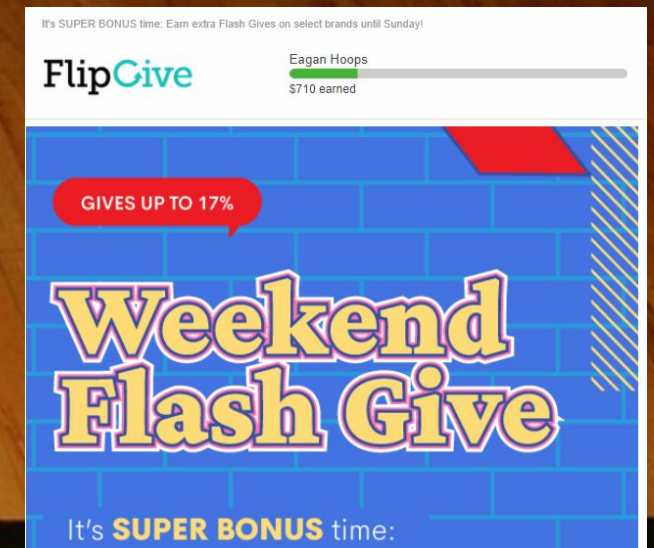 It's SUPER BONUS time: Earn extra Flash Gives on select brands until Sunday!
FlipGive
Eagan Hoops
$710 earned
GIVES UP TO 17%
Weekend
Flash Give
It's SUPER BONUS time: